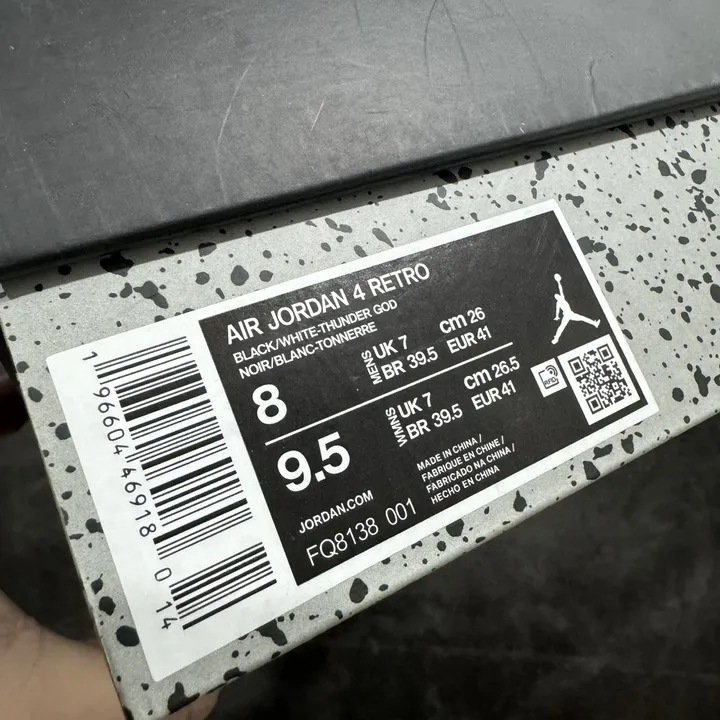 AIR JORDAN 4 RETRO
BLACK/WHITE-THUNDER GOD
NOIR/BLANC-TONNERRE
8
MENS
UK 7
cm 26
BR 39.5
EUR 41
9.5
WMNS
UK 7
cm 26.5
BR 39.5
EUR 41
MADE IN CHINA /
FABRIQUE EN CHINE /
FABRICADO NA CHINA /
HECHO EN CHINA
JORDAN.COM
FQ8138 001
RFID
1 96604 46918 0 14